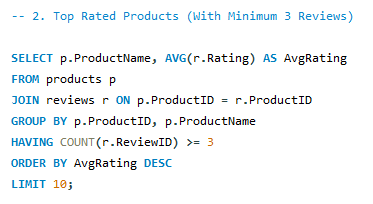 -- 2. Top Rated Products (With Minimum 3 Reviews)
SELECT p.ProductName, AVG(r.Rating) AS AvgRating
FROM products p
JOIN reviews r ON p.ProductID = r.ProductID
GROUP BY p.ProductID, p.ProductName
HAVING COUNT(r.ReviewID) >= 3
ORDER BY AvgRating DESC
LIMIT 10;